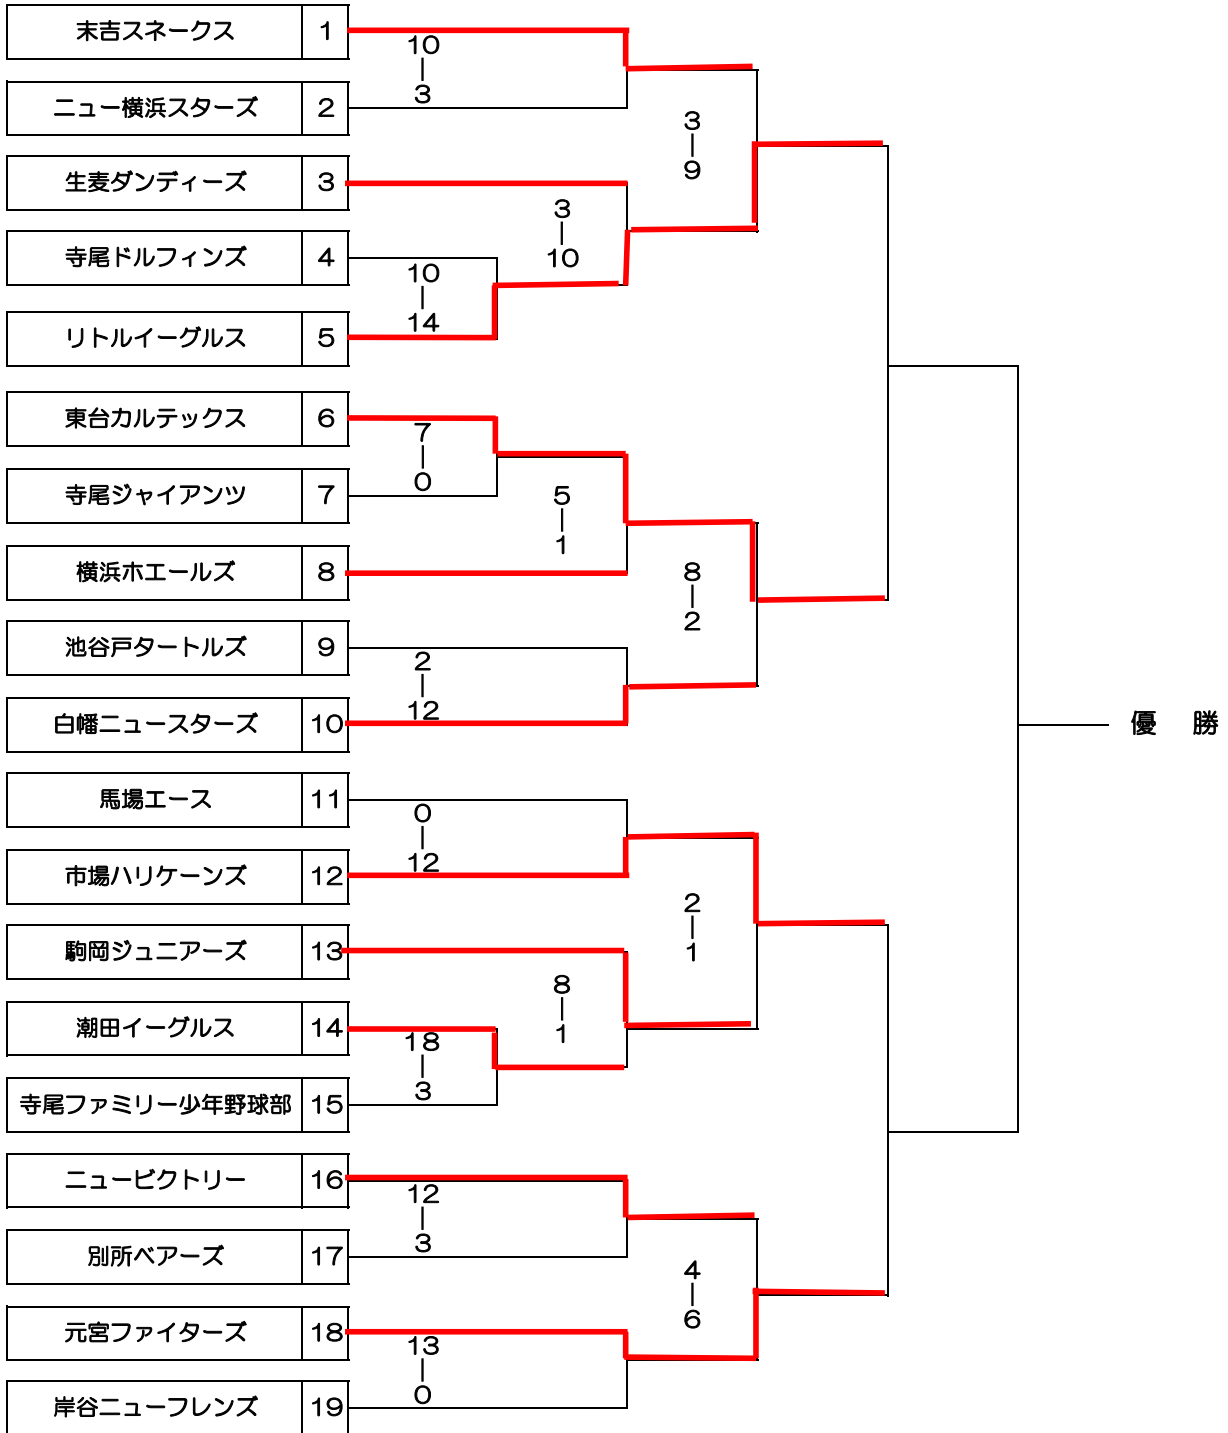 末吉スネークス 1
10
|
3
ニュー横浜スターズ 2
3
|
9
生麦ダンディーズ 3
3
|
10
寺尾ドルフィンズ 4
10
|
14
リトルイーグルス 5
東台カルテックス 6
7
|
0
寺尾ジャイアンツ 7
5
|
1
横浜ホエールズ 8
8
|
2
池谷戸タートルズ 9
2
|
12
白幡ニュースターズ 10
優 勝
馬場エース 11
0
|
12
市場ハリケーンズ 12
2
|
1
駒岡ジュニアーズ 13
8
|
1
潮田イーグルス 14
18
|
3
寺尾ファミリー少年野球部 15
ニュービクトリー 16
12
|
3
別所ベアーズ 17
4
|
6
元宮ファイターズ 18
13
|
0
岸谷ニューフレンズ 19